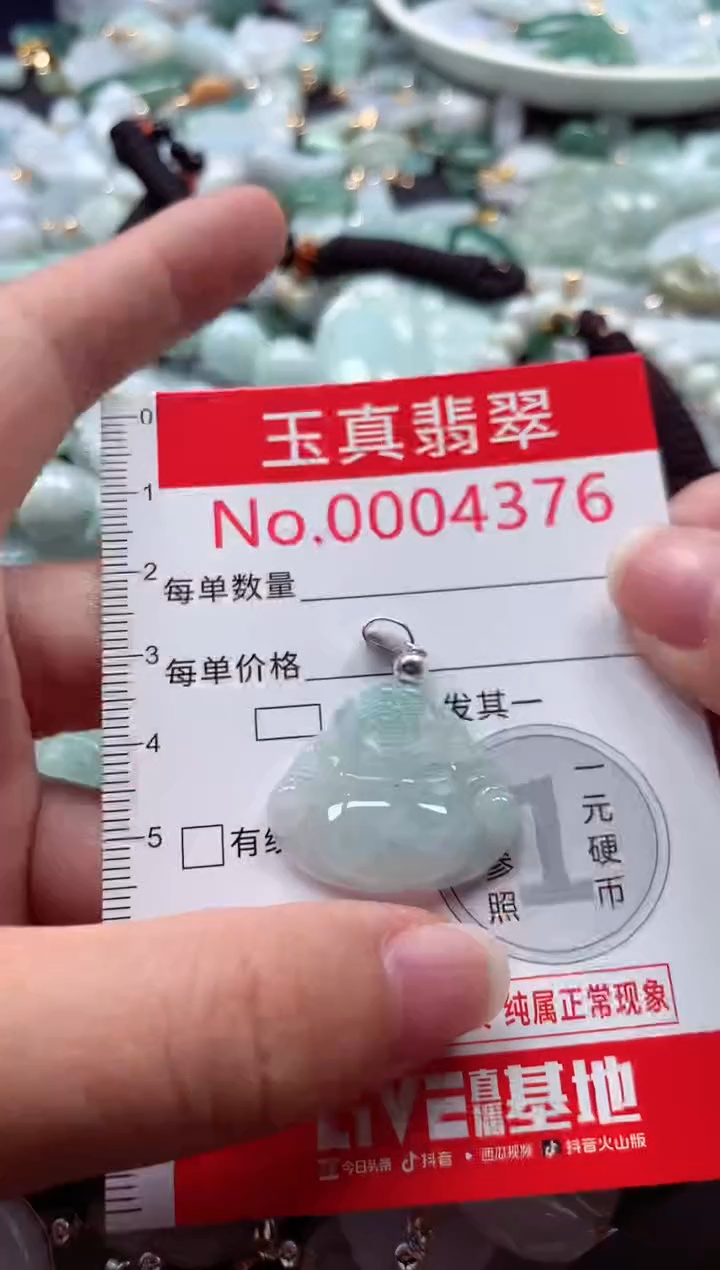 玉真翡翠
No.0004376
0
1
2
每单数量
3
每单价格
发其一
4
1
一元硬币
参照
5
有
纯属正常现象
LIVE直播基地
今日头条 抖音 西瓜视频 抖音火山版